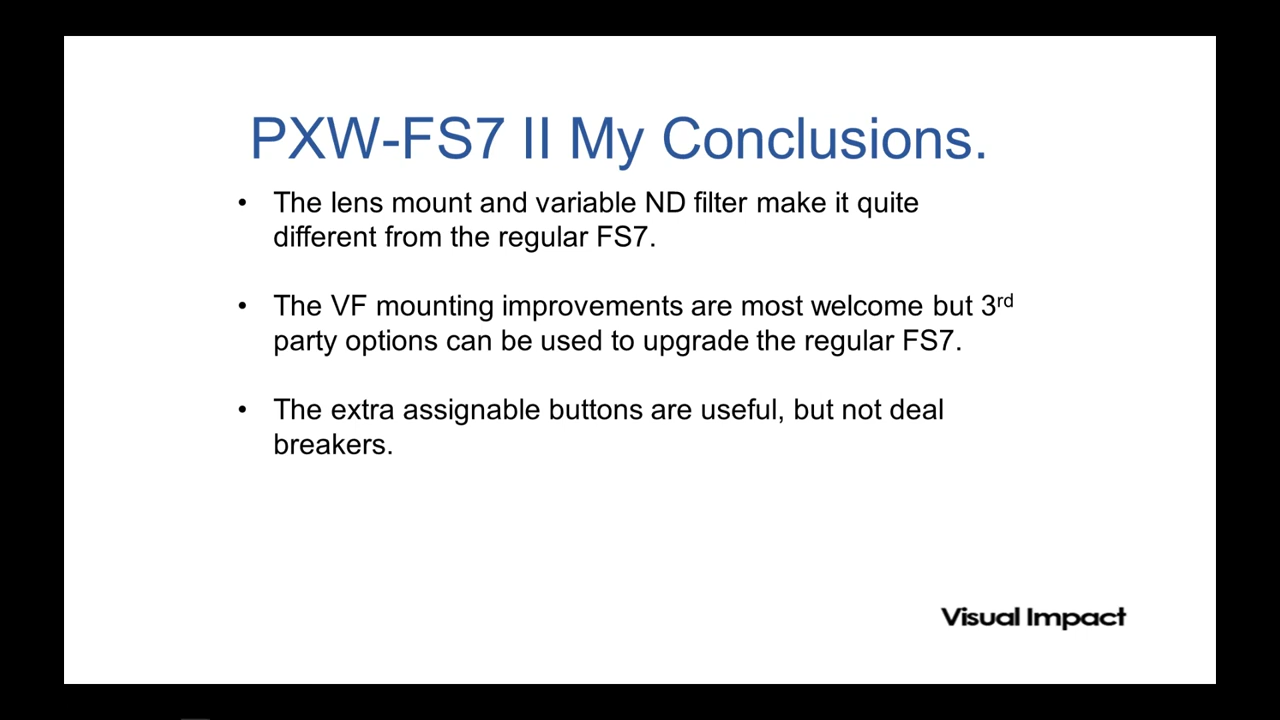 PXW-FS7 II My Conclusions.
• The lens mount and variable ND filter make it quite
different from the regular FS7.
• The VF mounting improvements are most welcome but 3rd
party options can be used to upgrade the regular FS7.
• The extra assignable buttons are useful, but not deal
breakers.
Visual Impact